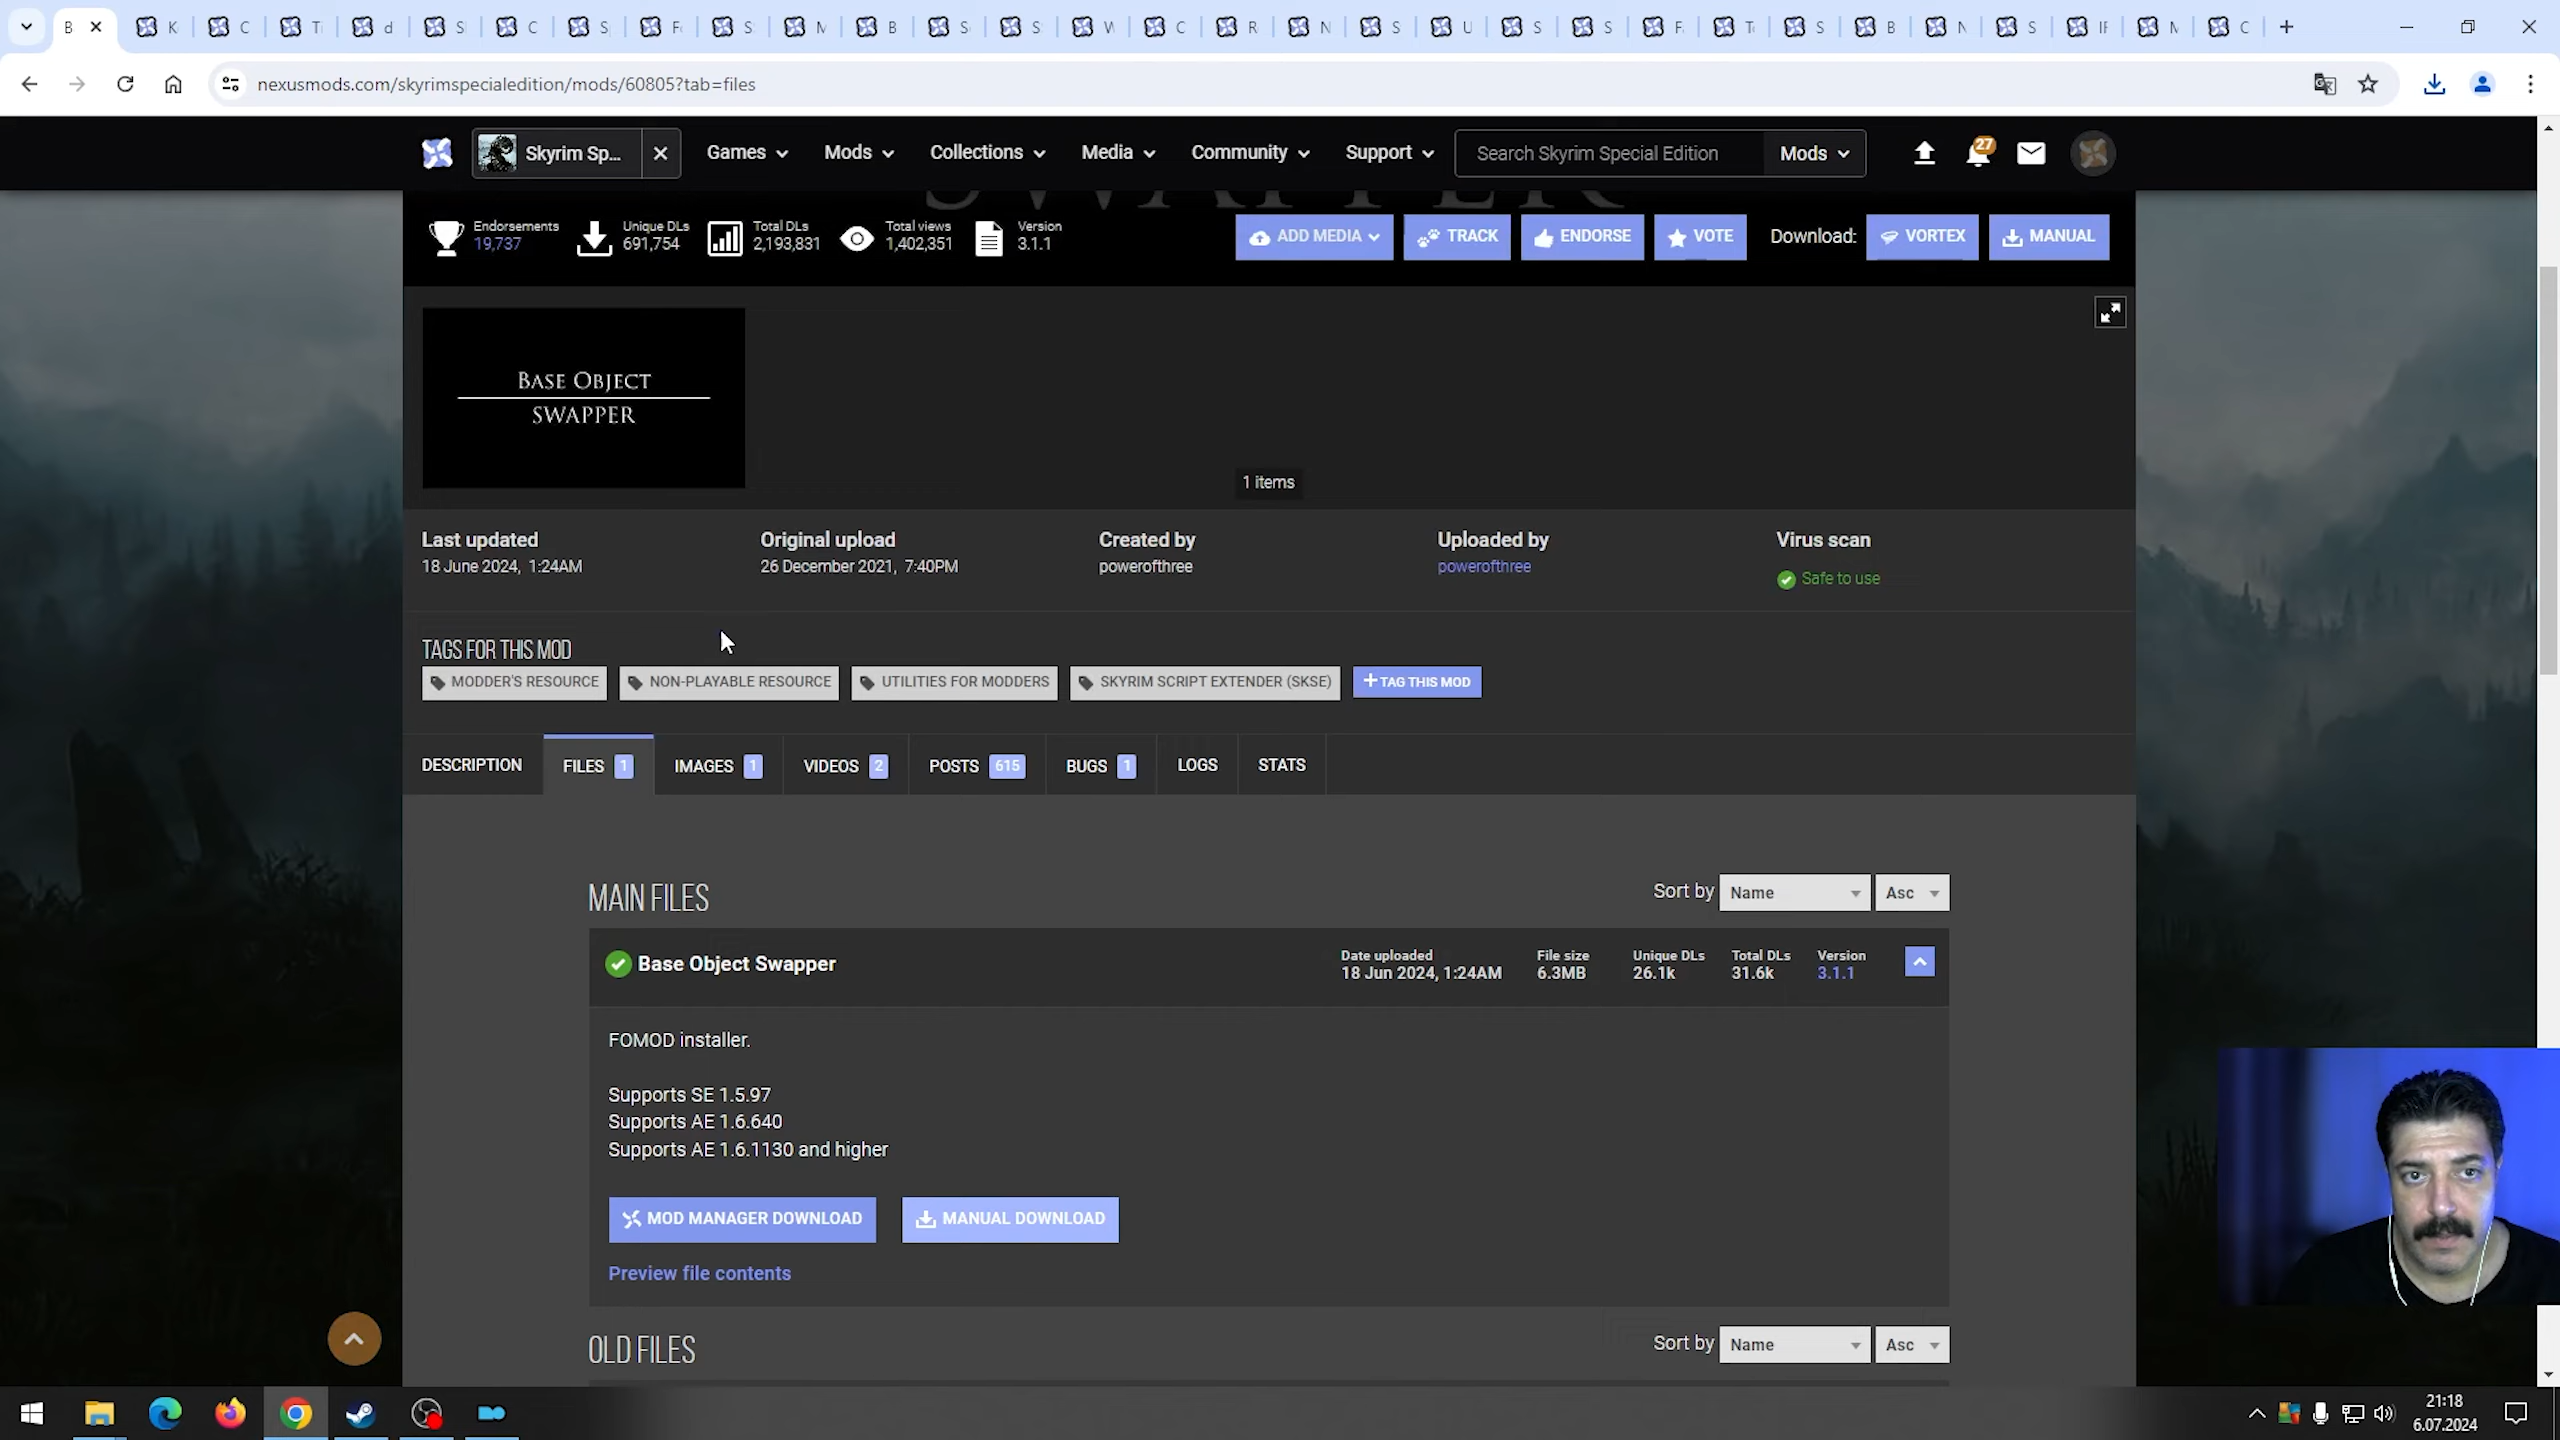 B
K
C
Ti
d
Sl
C
S
Fo
S
M
B
So
S
W
C
R
N
S
U
S
S
F
To
S
B
N
S
IF
M
C
nexusmods.com/skyrimspecialedition/mods/60805?tab=files
Skyrim Sp...
Games
Mods
Collections
Media
Community
Support
Search Skyrim Special Edition
Mods
27
SWAPPER
Endorsements
19,737
Unique DLs
691,754
Total DLs
2,193,831
Total views
1,402,351
Version
3.1.1
ADD MEDIA
TRACK
ENDORSE
VOTE
Download:
VORTEX
MANUAL
BASE OBJECT
SWAPPER
1 items
Last updated
18 June 2024, 1:24AM
Original upload
26 December 2021, 7:40PM
Created by
powerofthree
Uploaded by
powerofthree
Virus scan
Safe to use
TAGS FOR THIS MOD
MODDER'S RESOURCE
NON-PLAYABLE RESOURCE
UTILITIES FOR MODDERS
SKYRIM SCRIPT EXTENDER (SKSE)
+TAG THIS MOD
DESCRIPTION
FILES 1
IMAGES 1
VIDEOS 2
POSTS 615
BUGS 1
LOGS
STATS
MAIN FILES
Sort by Name Asc
Base Object Swapper
Date uploaded
18 Jun 2024, 1:24AM
File size
6.3MB
Unique DLs
26.1k
Total DLs
31.6k
Version
3.1.1
FOMOD installer.
Supports SE 1.5.97
Supports AE 1.6.640
Supports AE 1.6.1130 and higher
MOD MANAGER DOWNLOAD
MANUAL DOWNLOAD
Preview file contents
OLD FILES
Sort by Name Asc
21:18
6.07.2024